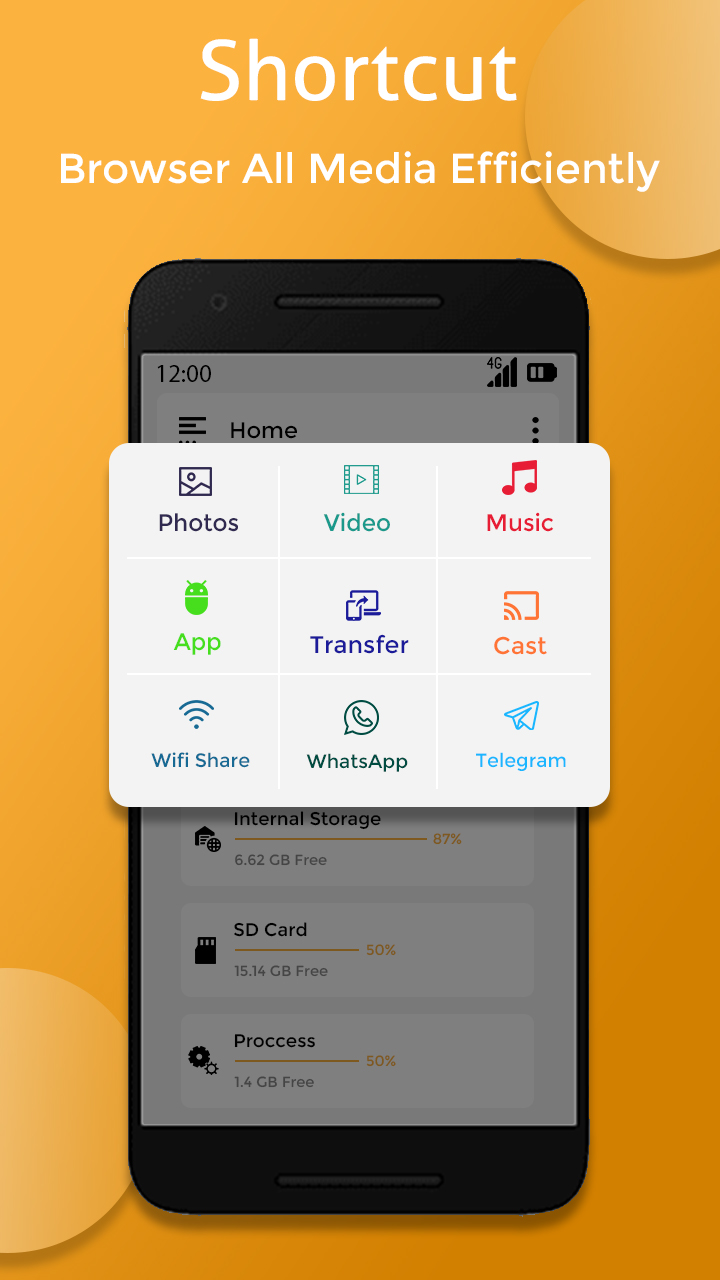 Shortcut
Browser All Media Efficiently
12:00
4G
Home
Photos Video Music
App Transfer Cast
Wifi Share WhatsApp Telegram
Internal Storage
87%
6.62 GB Free
SD Card
50%
15.14 GB Free
Proccess
50%
1.4 GB Free